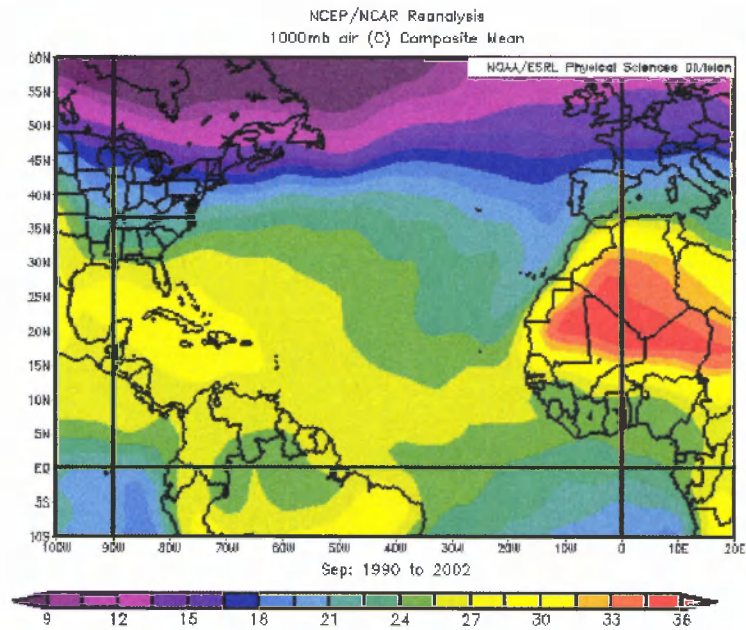 NCEP/NCAR Reanalysis
1000mb air (C) Composite Mean
NOAA/ESRL Physical Sciences Division
60N
55N
50N
45N
40N
35N
30N
25N
20N
15N
10N
5N
EQ
5S
10S
100W 90W 80W 70W 60W 50W 40W 30W 20W 10W 0 10E 20E
Sep: 1990 to 2002
9 12 15 18 21 24 27 30 33 36